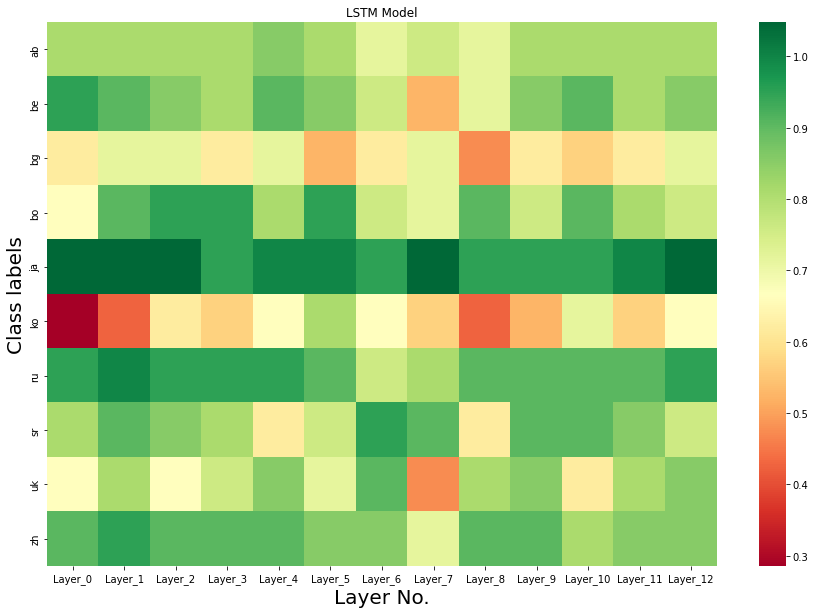 LSTM Model
Class labels
ab
be
bg
bo
ja
ko
ru
sr
uk
zh
Layer_0 Layer_1 Layer_2 Layer_3 Layer_4 Layer_5 Layer_6 Layer_7 Layer_8 Layer_9 Layer_10 Layer_11 Layer_12
Layer No.
1.0
0.9
0.8
0.7
0.6
0.5
0.4
0.3